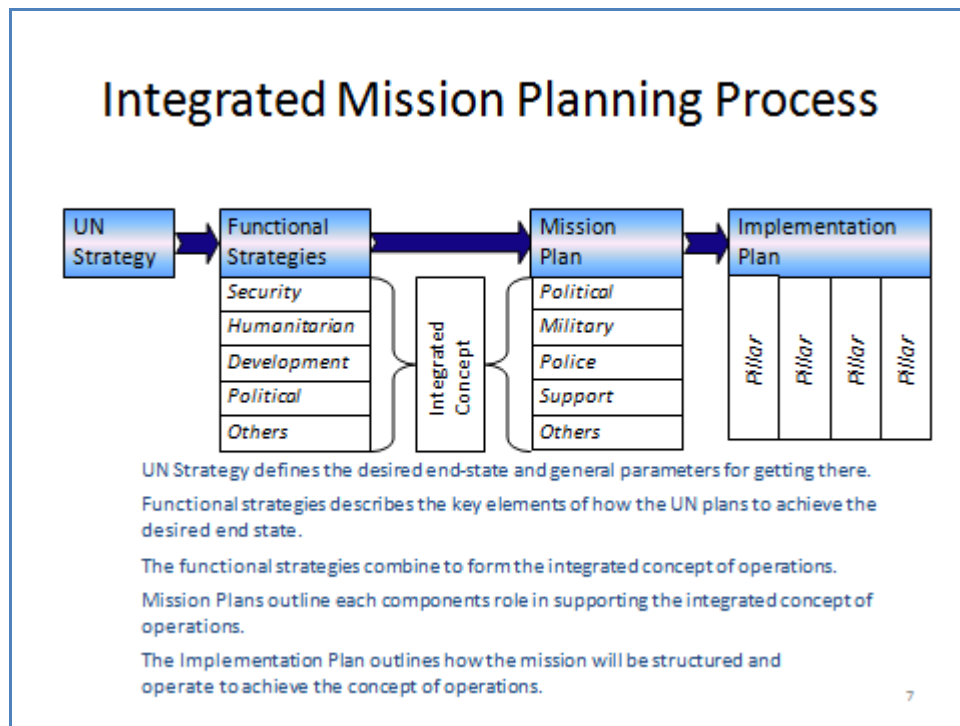 Integrated Mission Planning Process
UN
Strategy
Functional
Strategies
Security
Humanitarian
Development
Political
Others
Integrated
Concept
Mission
Plan
Political
Military
Police
Support
Others
Implementation
Plan
Pillar
Pillar
Pillar
Pillar
UN Strategy defines the desired end-state and general parameters for getting there.
Functional strategies describes the key elements of how the UN plans to achieve the
desired end state.
The functional strategies combine to form the integrated concept of operations.
Mission Plans outline each components role in supporting the integrated concept of
operations.
The Implementation Plan outlines how the mission will be structured and
operate to achieve the concept of operations.
7